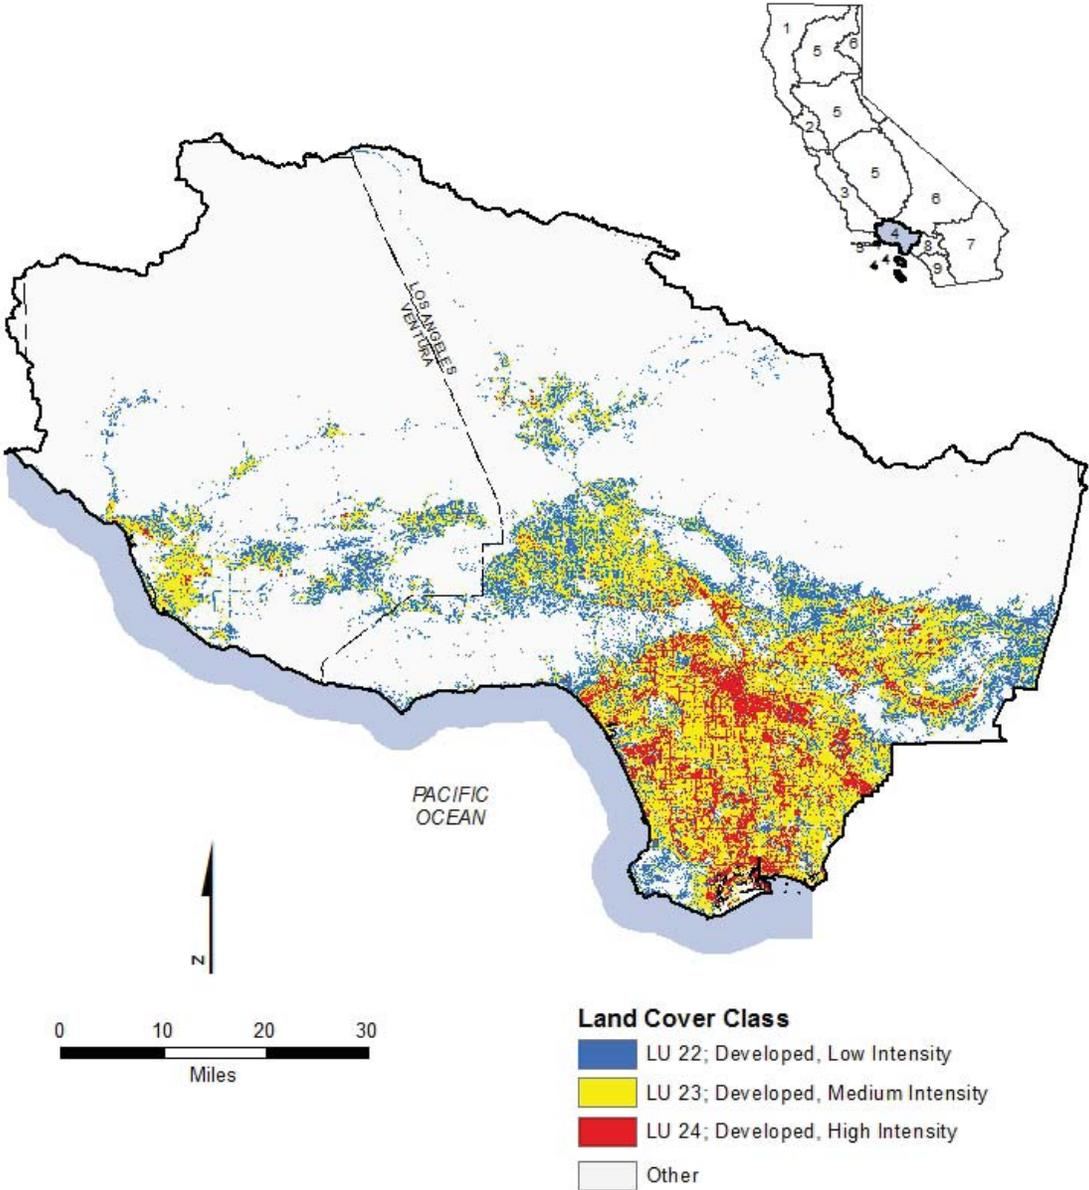 1
5
6
5
2
5
3
6
4
3
8
7
4
9
LOS ANGELES
VENTURA
PACIFIC
OCEAN
N
0 10 20 30
Miles
Land Cover Class
LU 22; Developed, Low Intensity
LU 23; Developed, Medium Intensity
LU 24; Developed, High Intensity
Other